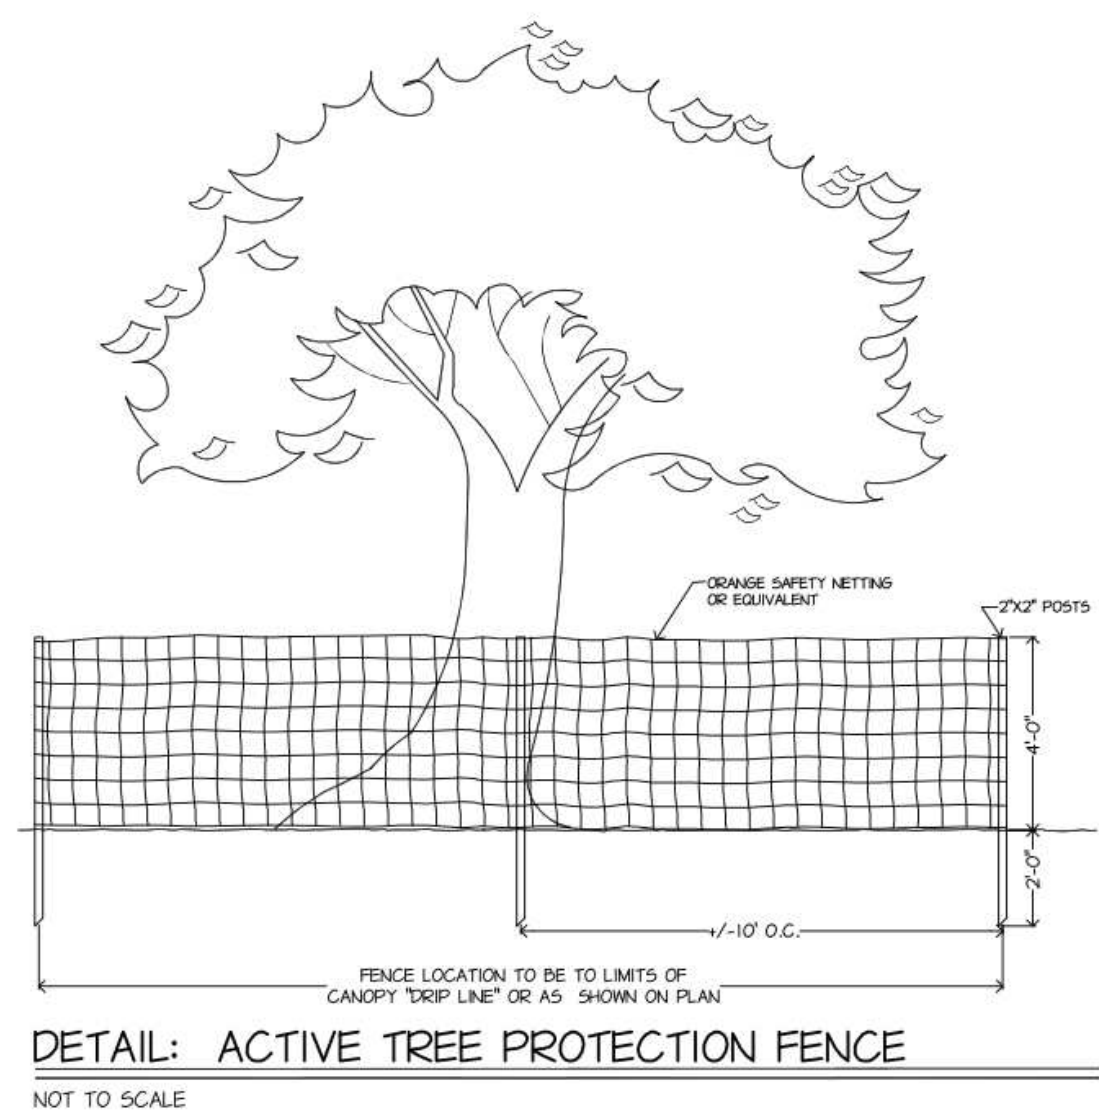 ORANGE SAFETY NETTING
OR EQUIVALENT
2"X2" POSTS
4'-0"
2'-0"
+/-10' O.C.
FENCE LOCATION TO BE TO LIMITS OF
CANOPY "DRIP LINE" OR AS SHOWN ON PLAN
DETAIL: ACTIVE TREE PROTECTION FENCE
NOT TO SCALE